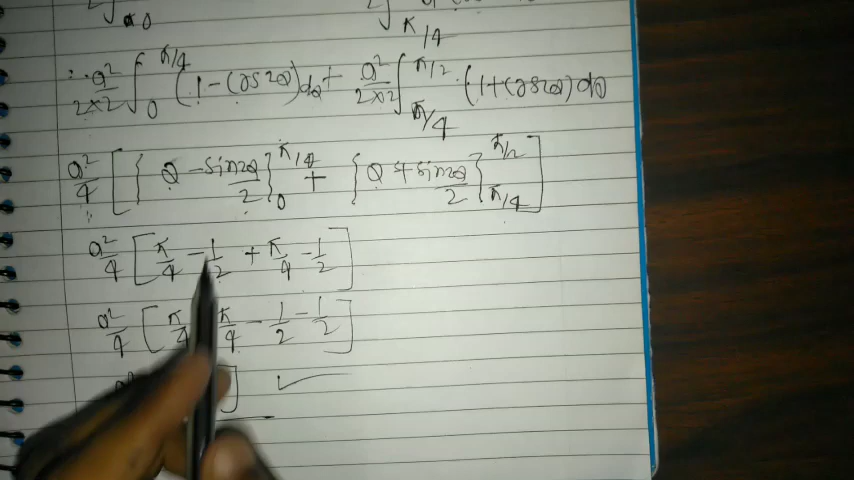 ∴ a²/2×2 ∫₀^π/4 (1 - cos2θ)dθ + a²/2×2 ∫π/4^π/2 (1 + cos2θ)dθ
a²/4 [ { θ - sin2θ/2 }₀^π/4 + { θ + sin2θ/2 }π/4^π/2 ]
a²/4 [ π/4 - 1/2 + π/4 - 1/2 ]
a²/4 [ π/4 π/4 - 1/2 - 1/2 ]